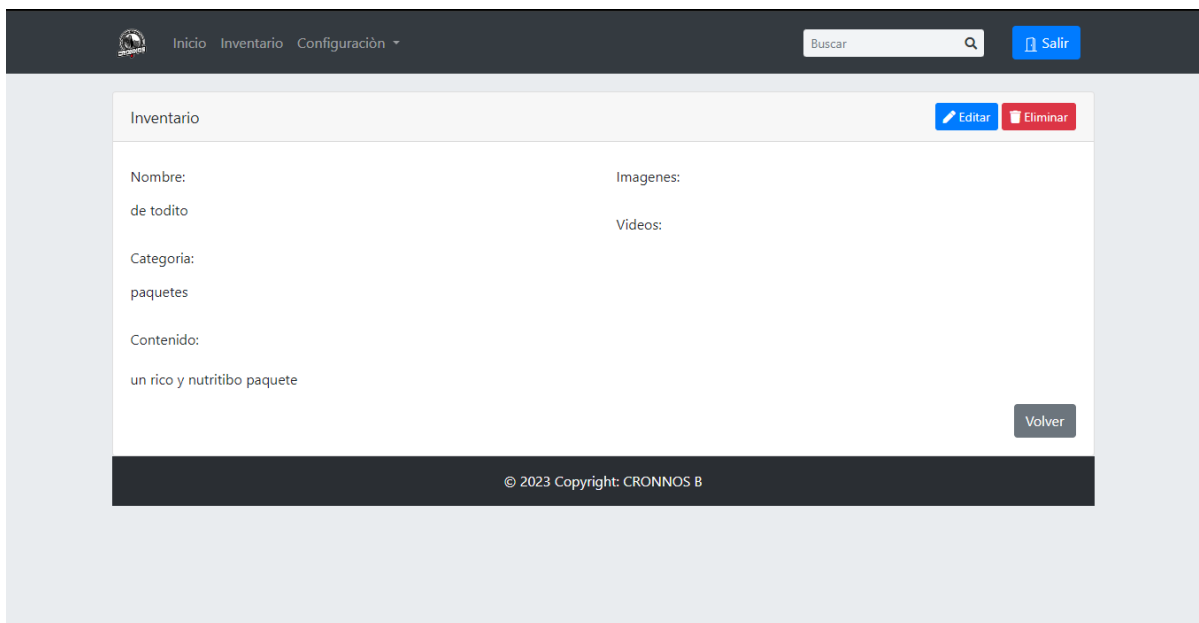 CRONNOS
Inicio Inventario Configuraciòn
Buscar
Salir
Inventario
Editar
Eliminar
Nombre:
de todito
Categoria:
paquetes
Contenido:
un rico y nutritibo paquete
Imagenes:
Videos:
Volver
© 2023 Copyright: CRONNOS B